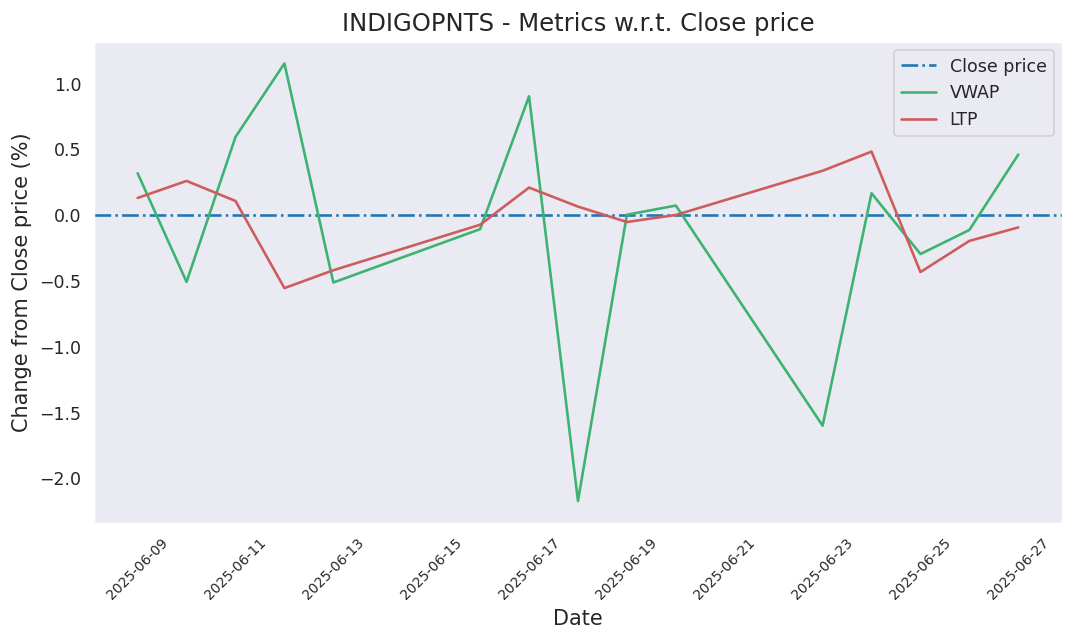 INDIGOPNTS - Metrics w.r.t. Close price
Close price
VWAP
LTP
Change from Close price (%)
1.0
0.5
0.0
−0.5
−1.0
−1.5
−2.0
2025-06-09
2025-06-11
2025-06-13
2025-06-15
2025-06-17
2025-06-19
2025-06-21
2025-06-23
2025-06-25
2025-06-27
Date